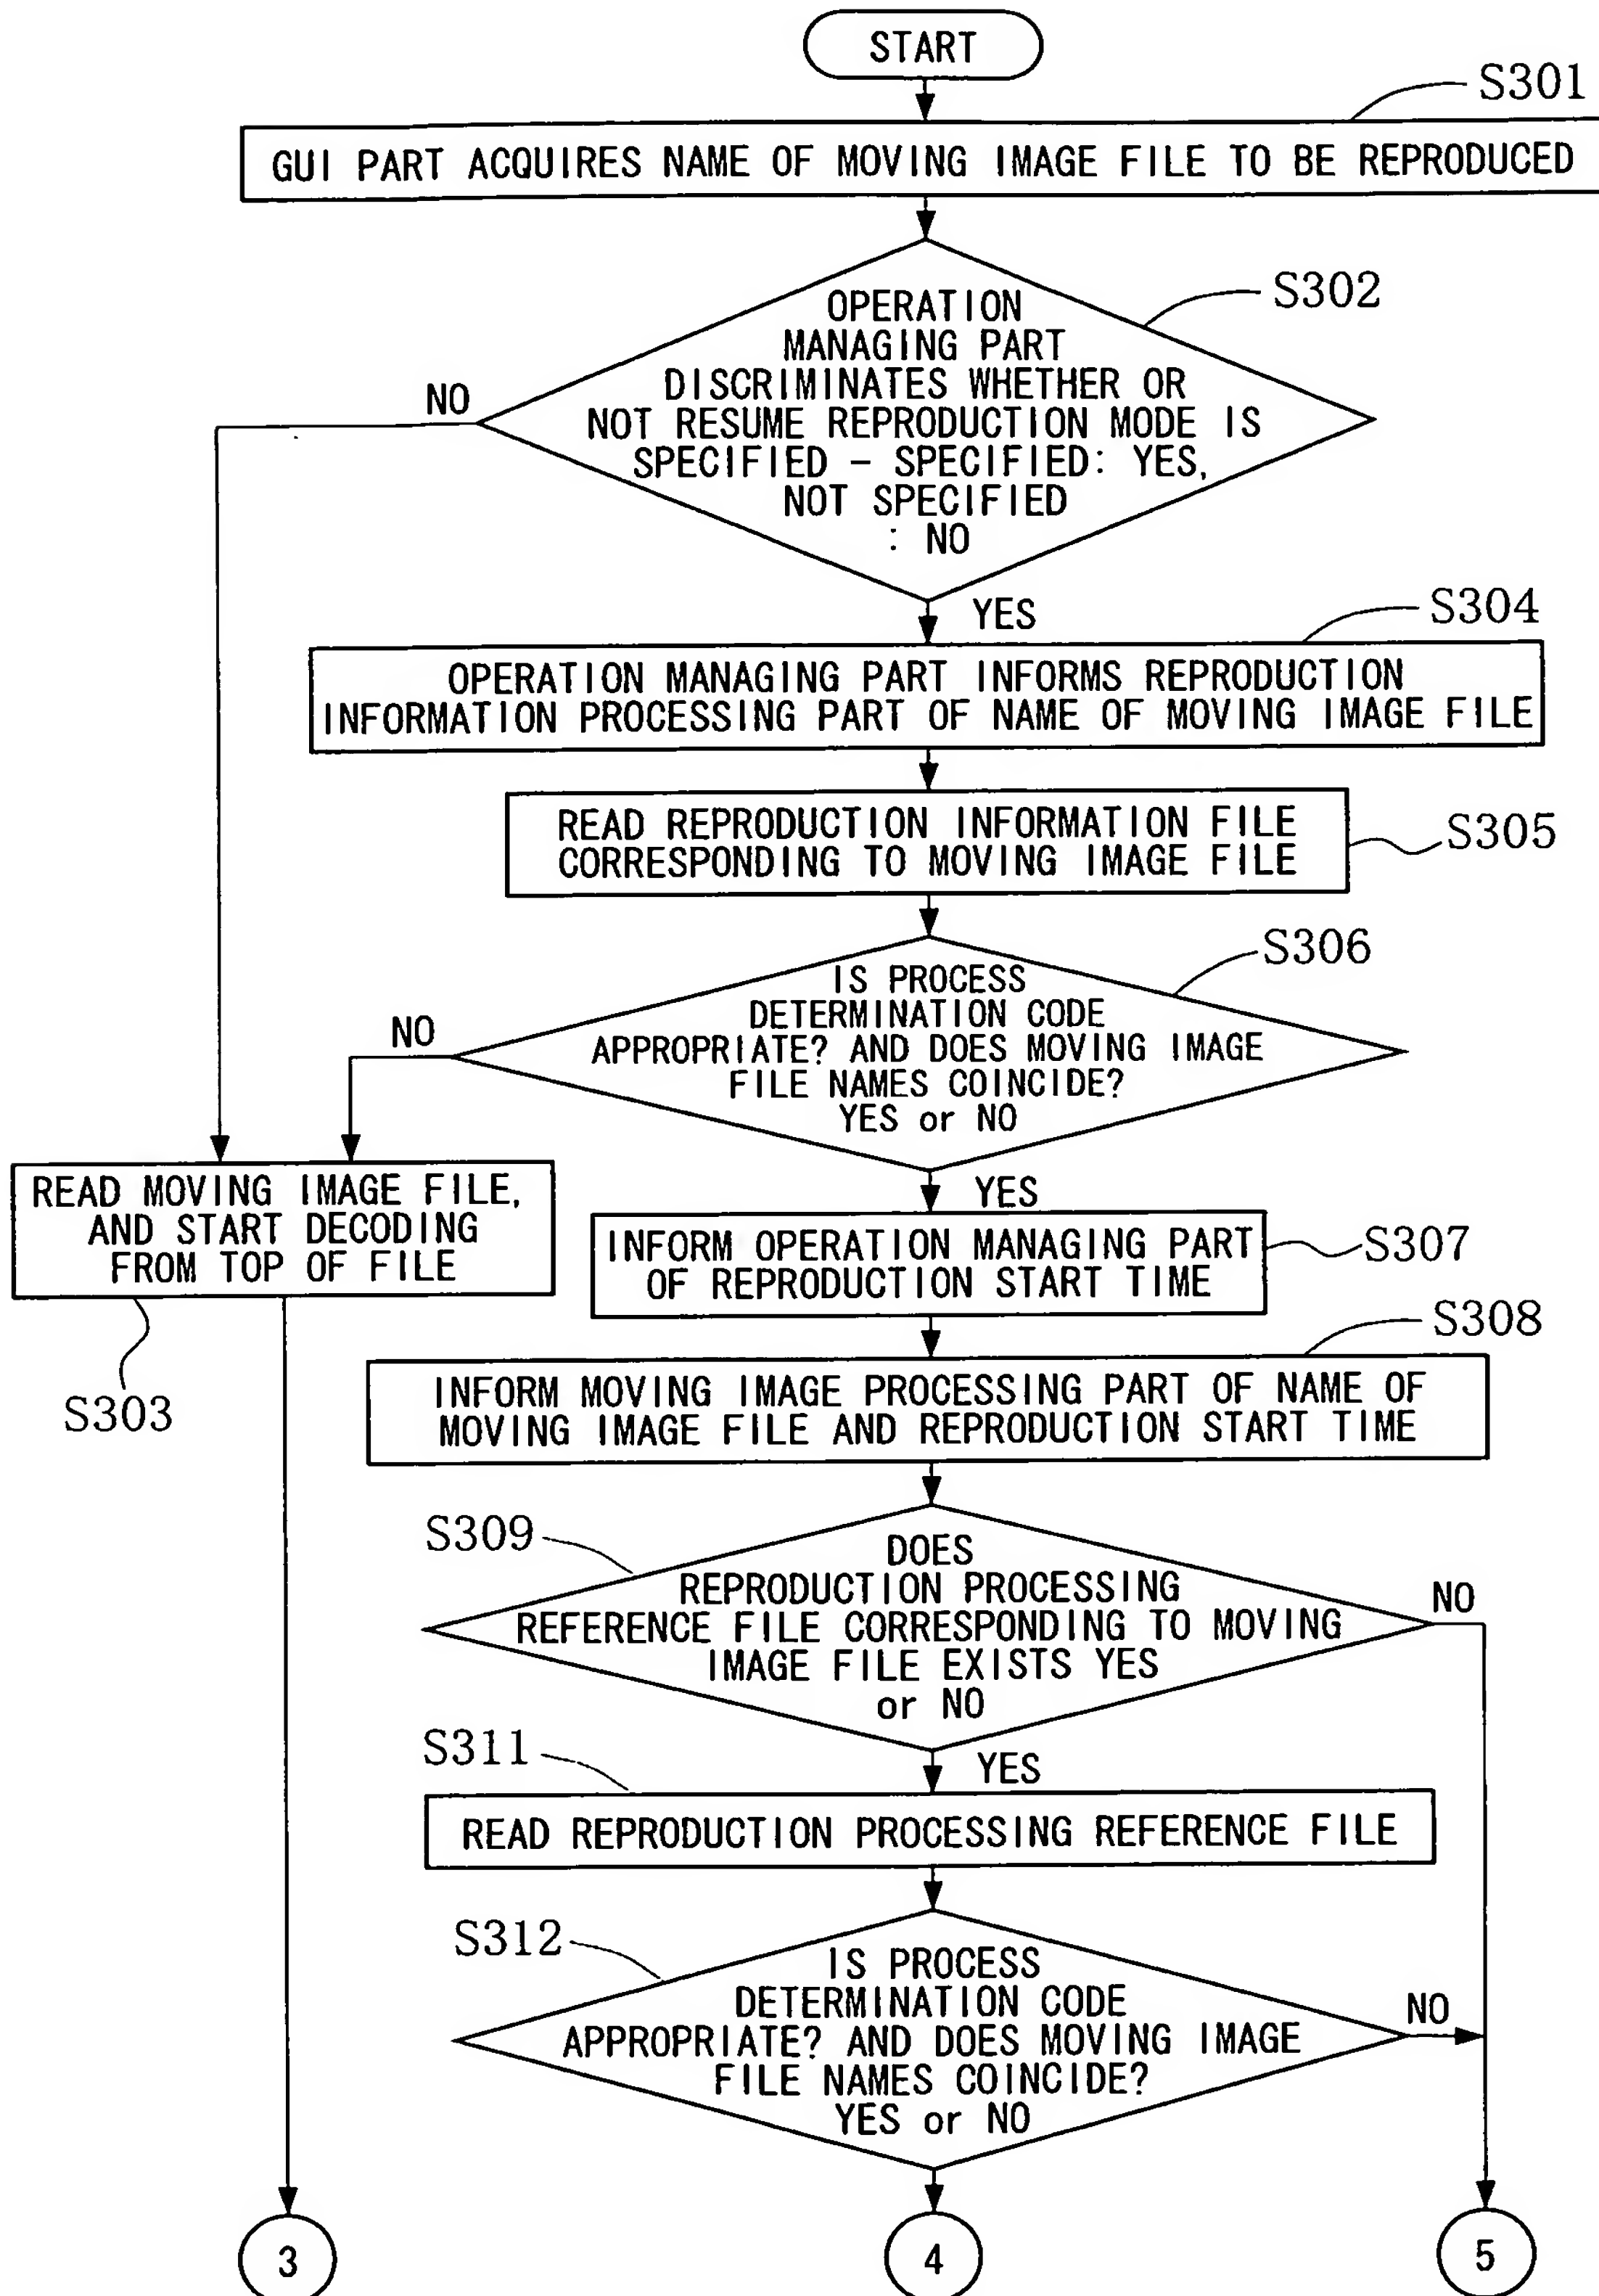 START
S301
GUI PART ACQUIRES NAME OF MOVING IMAGE FILE TO BE REPRODUCED
S302
OPERATION
MANAGING PART
DISCRIMINATES WHETHER OR
NOT RESUME REPRODUCTION MODE IS
SPECIFIED – SPECIFIED: YES,
NOT SPECIFIED
: NO
NO
YES
S304
OPERATION MANAGING PART INFORMS REPRODUCTION
INFORMATION PROCESSING PART OF NAME OF MOVING IMAGE FILE
READ REPRODUCTION INFORMATION FILE
CORRESPONDING TO MOVING IMAGE FILE
S305
S306
IS PROCESS
DETERMINATION CODE
APPROPRIATE? AND DOES MOVING IMAGE
FILE NAMES COINCIDE?
YES or NO
NO
YES
READ MOVING IMAGE FILE,
AND START DECODING
FROM TOP OF FILE
S303
INFORM OPERATION MANAGING PART
OF REPRODUCTION START TIME
S307
S308
INFORM MOVING IMAGE PROCESSING PART OF NAME OF
MOVING IMAGE FILE AND REPRODUCTION START TIME
S309
DOES
REPRODUCTION PROCESSING
REFERENCE FILE CORRESPONDING TO MOVING
IMAGE FILE EXISTS YES
or NO
NO
YES
S311
READ REPRODUCTION PROCESSING REFERENCE FILE
S312
IS PROCESS
DETERMINATION CODE
APPROPRIATE? AND DOES MOVING IMAGE
FILE NAMES COINCIDE?
YES or NO
NO
3
4
5